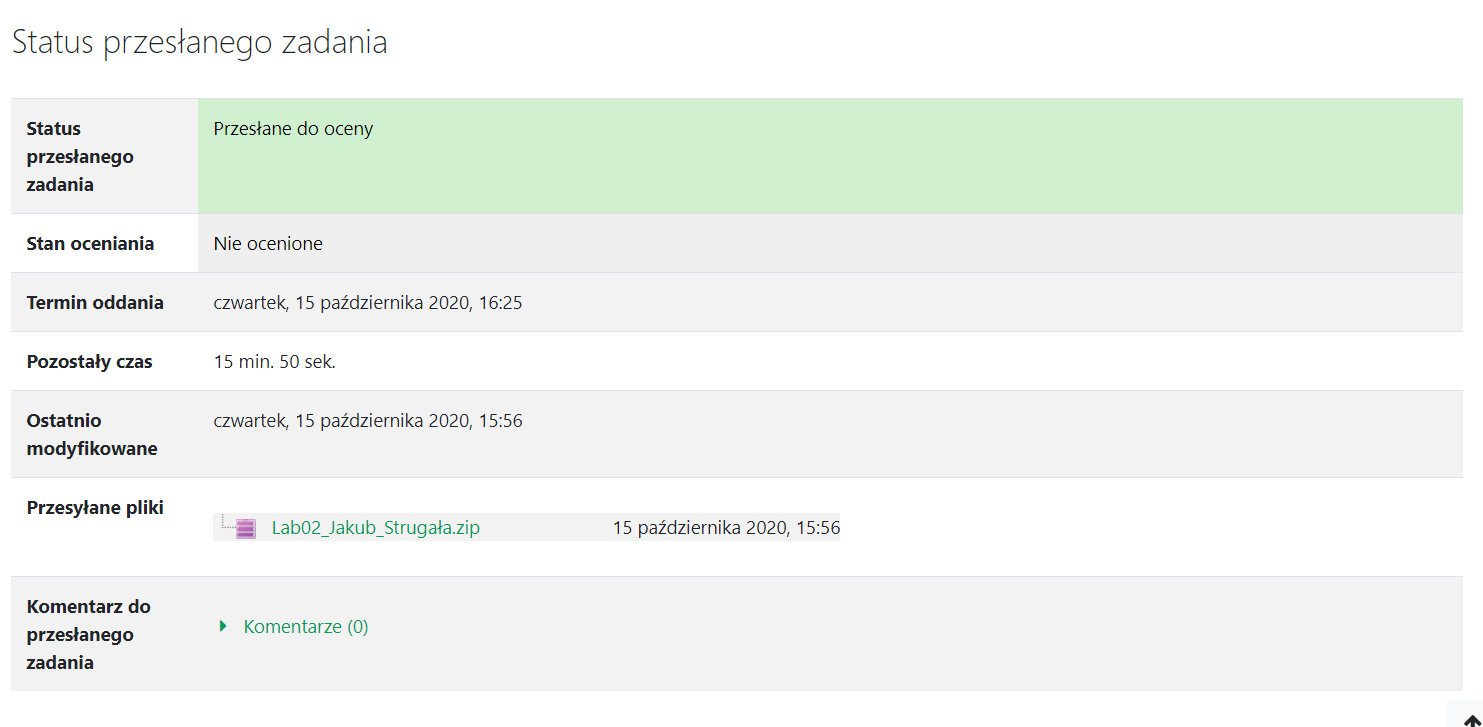 Status przesłanego zadania
Status
przesłanego
zadania
Przesłane do oceny
Stan oceniania
Nie ocenione
Termin oddania
czwartek, 15 października 2020, 16:25
Pozostały czas
15 min. 50 sek.
Ostatnio
modyfikowane
czwartek, 15 października 2020, 15:56
Przesyłane pliki
Lab02_Jakub_Strugała.zip
15 października 2020, 15:56
Komentarz do
przesłanego
zadania
Komentarze (0)